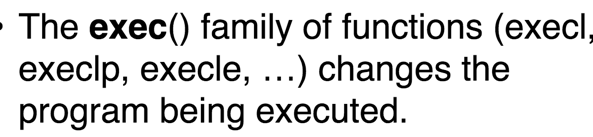 • The exec() family of functions (execl,
execlp, execle, …) changes the
program being executed.